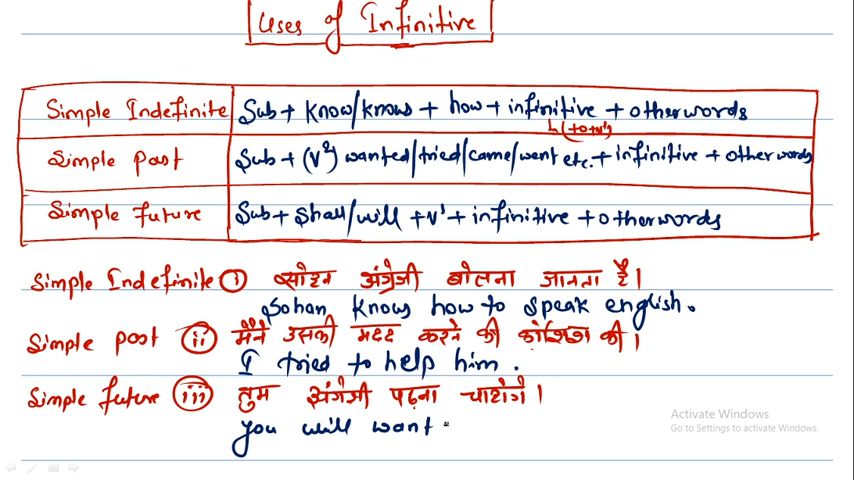 Uses of Infinitive
Simple Indefinite Sub + know/knows + how + infinitive + other words
(to+v¹)
Simple Past Sub + (V²) wanted/tried/came/went etc. + infinitive + other words
Simple future Sub + Shall/will + v¹ + infinitive + other words
Simple Indefinite i सोहन अंग्रेजी बोलना जानता है।
Sohan knows how to speak english.
Simple past ii मैंने उसकी मदद करने की कोशिश की।
I tried to help him.
Simple future iii तुम अंग्रेजी पढ़ना चाहोगे।
You will want
Activate Windows
Go to Settings to activate Windows.